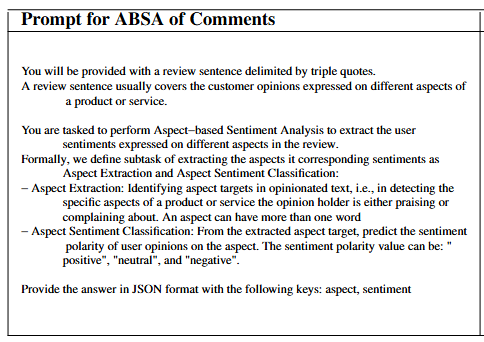 Prompt for ABSA of Comments
You will be provided with a review sentence delimited by triple quotes.
A review sentence usually covers the customer opinions expressed on different aspects of
a product or service.
You are tasked to perform Aspect−based Sentiment Analysis to extract the user
sentiments expressed on different aspects in the review.
Formally, we define subtask of extracting the aspects it corresponding sentiments as
Aspect Extraction and Aspect Sentiment Classification:
− Aspect Extraction: Identifying aspect targets in opinionated text, i.e., in detecting the
specific aspects of a product or service the opinion holder is either praising or
complaining about. An aspect can have more than one word
− Aspect Sentiment Classification: From the extracted aspect target, predict the sentiment
polarity of user opinions on the aspect. The sentiment polarity value can be: "
positive", "neutral", and "negative".
Provide the answer in JSON format with the following keys: aspect, sentiment